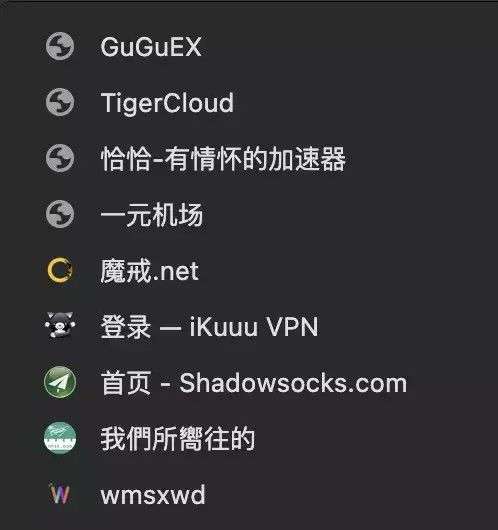 GuGuEX
TigerCloud
恰恰-有情怀的加速器
一元机场
魔戒.net
登录 — iKuuu VPN
首页 - Shadowsocks.com
我們所嚮往的
wmsxwd